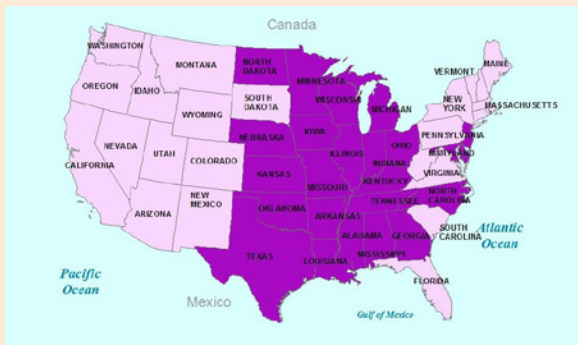 Canada
WASHINGTON
MONTANA
NORTH
DAKOTA
MINNESOTA
MAINE
VERMONT
OREGON
IDAHO
SOUTH
DAKOTA
WISCONSIN
MICHIGAN
NEW
YORK
MASSACHUSETTS
WYOMING
IOWA
PENNSYLVANIA
NEBRASKA
NEVADA
UTAH
COLORADO
ILLINOIS
INDIANA
OHIO
MARYLAND
CALIFORNIA
KANSAS
MISSOURI
KENTUCKY
VIRGINIA
ARIZONA
NEW
MEXICO
OKLAHOMA
ARKANSAS
TENNESSEE
NORTH
CAROLINA
SOUTH
CAROLINA
Atlantic
Ocean
TEXAS
LOUISIANA
MISSISSIPPI
ALABAMA
GEORGIA
FLORIDA
Pacific
Ocean
Mexico
Gulf of Mexico